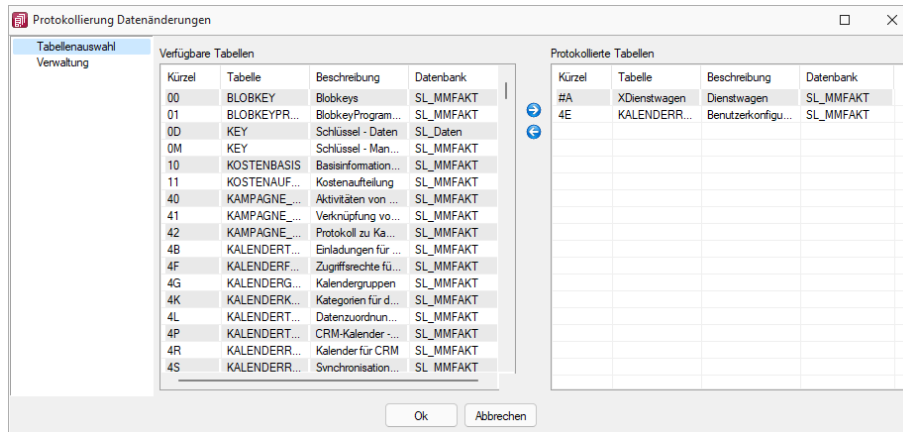 Protokollierung Datenänderungen
Tabellenauswahl
Verwaltung
Verfügbare Tabellen
Kürzel Tabelle Beschreibung Datenbank
00 BLOBKEY Blobkeys SL_MMFAKT
01 BLOBKEYPR... BlobkeyProgram... SL_MMFAKT
0D KEY Schlüssel - Daten SL_Daten
0M KEY Schlüssel - Man... SL_MMFAKT
10 KOSTENBASIS Basisinformation... SL_MMFAKT
11 KOSTENAUF... Kostenaufteilung SL_MMFAKT
40 KAMPAGNE_... Aktivitäten von ... SL_MMFAKT
41 KAMPAGNE_... Verknüpfung vo... SL_MMFAKT
42 KAMPAGNE_... Protokoll zu Ka... SL_MMFAKT
4B KALENDERT... Einladungen für ... SL_MMFAKT
4F KALENDERF... Zugriffsrechte fü... SL_MMFAKT
4G KALENDERG... Kalendergruppen SL_MMFAKT
4K KALENDERK... Kategorien für d... SL_MMFAKT
4L KALENDERT... Datenzuordnun... SL_MMFAKT
4P KALENDERT... CRM-Kalender -... SL_MMFAKT
4R KALENDERR... Kalender für CRM SL_MMFAKT
4S KALENDERR... Synchronisation... SL_MMFAKT
Protokollierte Tabellen
Kürzel Tabelle Beschreibung Datenbank
#A XDienstwagen Dienstwagen SL_MMFAKT
4E KALENDERR... Benutzerkonfigu... SL_MMFAKT
Ok Abbrechen